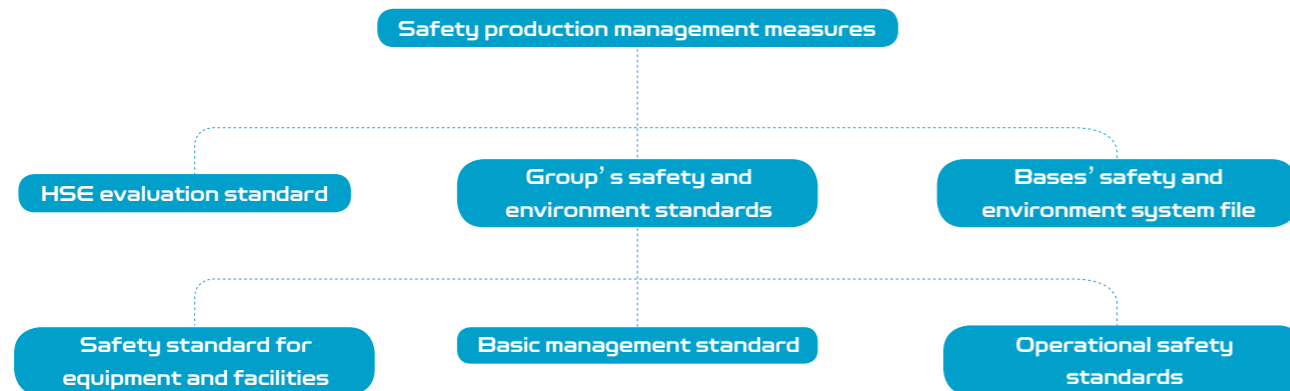 Safety production management measures
HSE evaluation standard
Group's safety and
environment standards
Bases' safety and
environment system file
Safety standard for
equipment and facilities
Basic management standard
Operational safety
standards